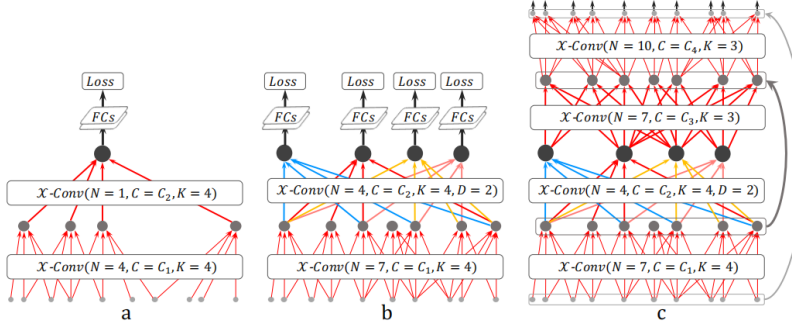 Loss
FCs
𝒳-Conv(N = 1, C = C₂, K = 4)
𝒳-Conv(N = 4, C = C₁, K = 4)
a
Loss Loss Loss Loss
FCs FCs FCs FCs
𝒳-Conv(N = 4, C = C₂, K = 4, D = 2)
𝒳-Conv(N = 7, C = C₁, K = 4)
b
𝒳-Conv(N = 10, C = C₄, K = 3)
𝒳-Conv(N = 7, C = C₃, K = 3)
𝒳-Conv(N = 4, C = C₂, K = 4, D = 2)
𝒳-Conv(N = 7, C = C₁, K = 4)
c